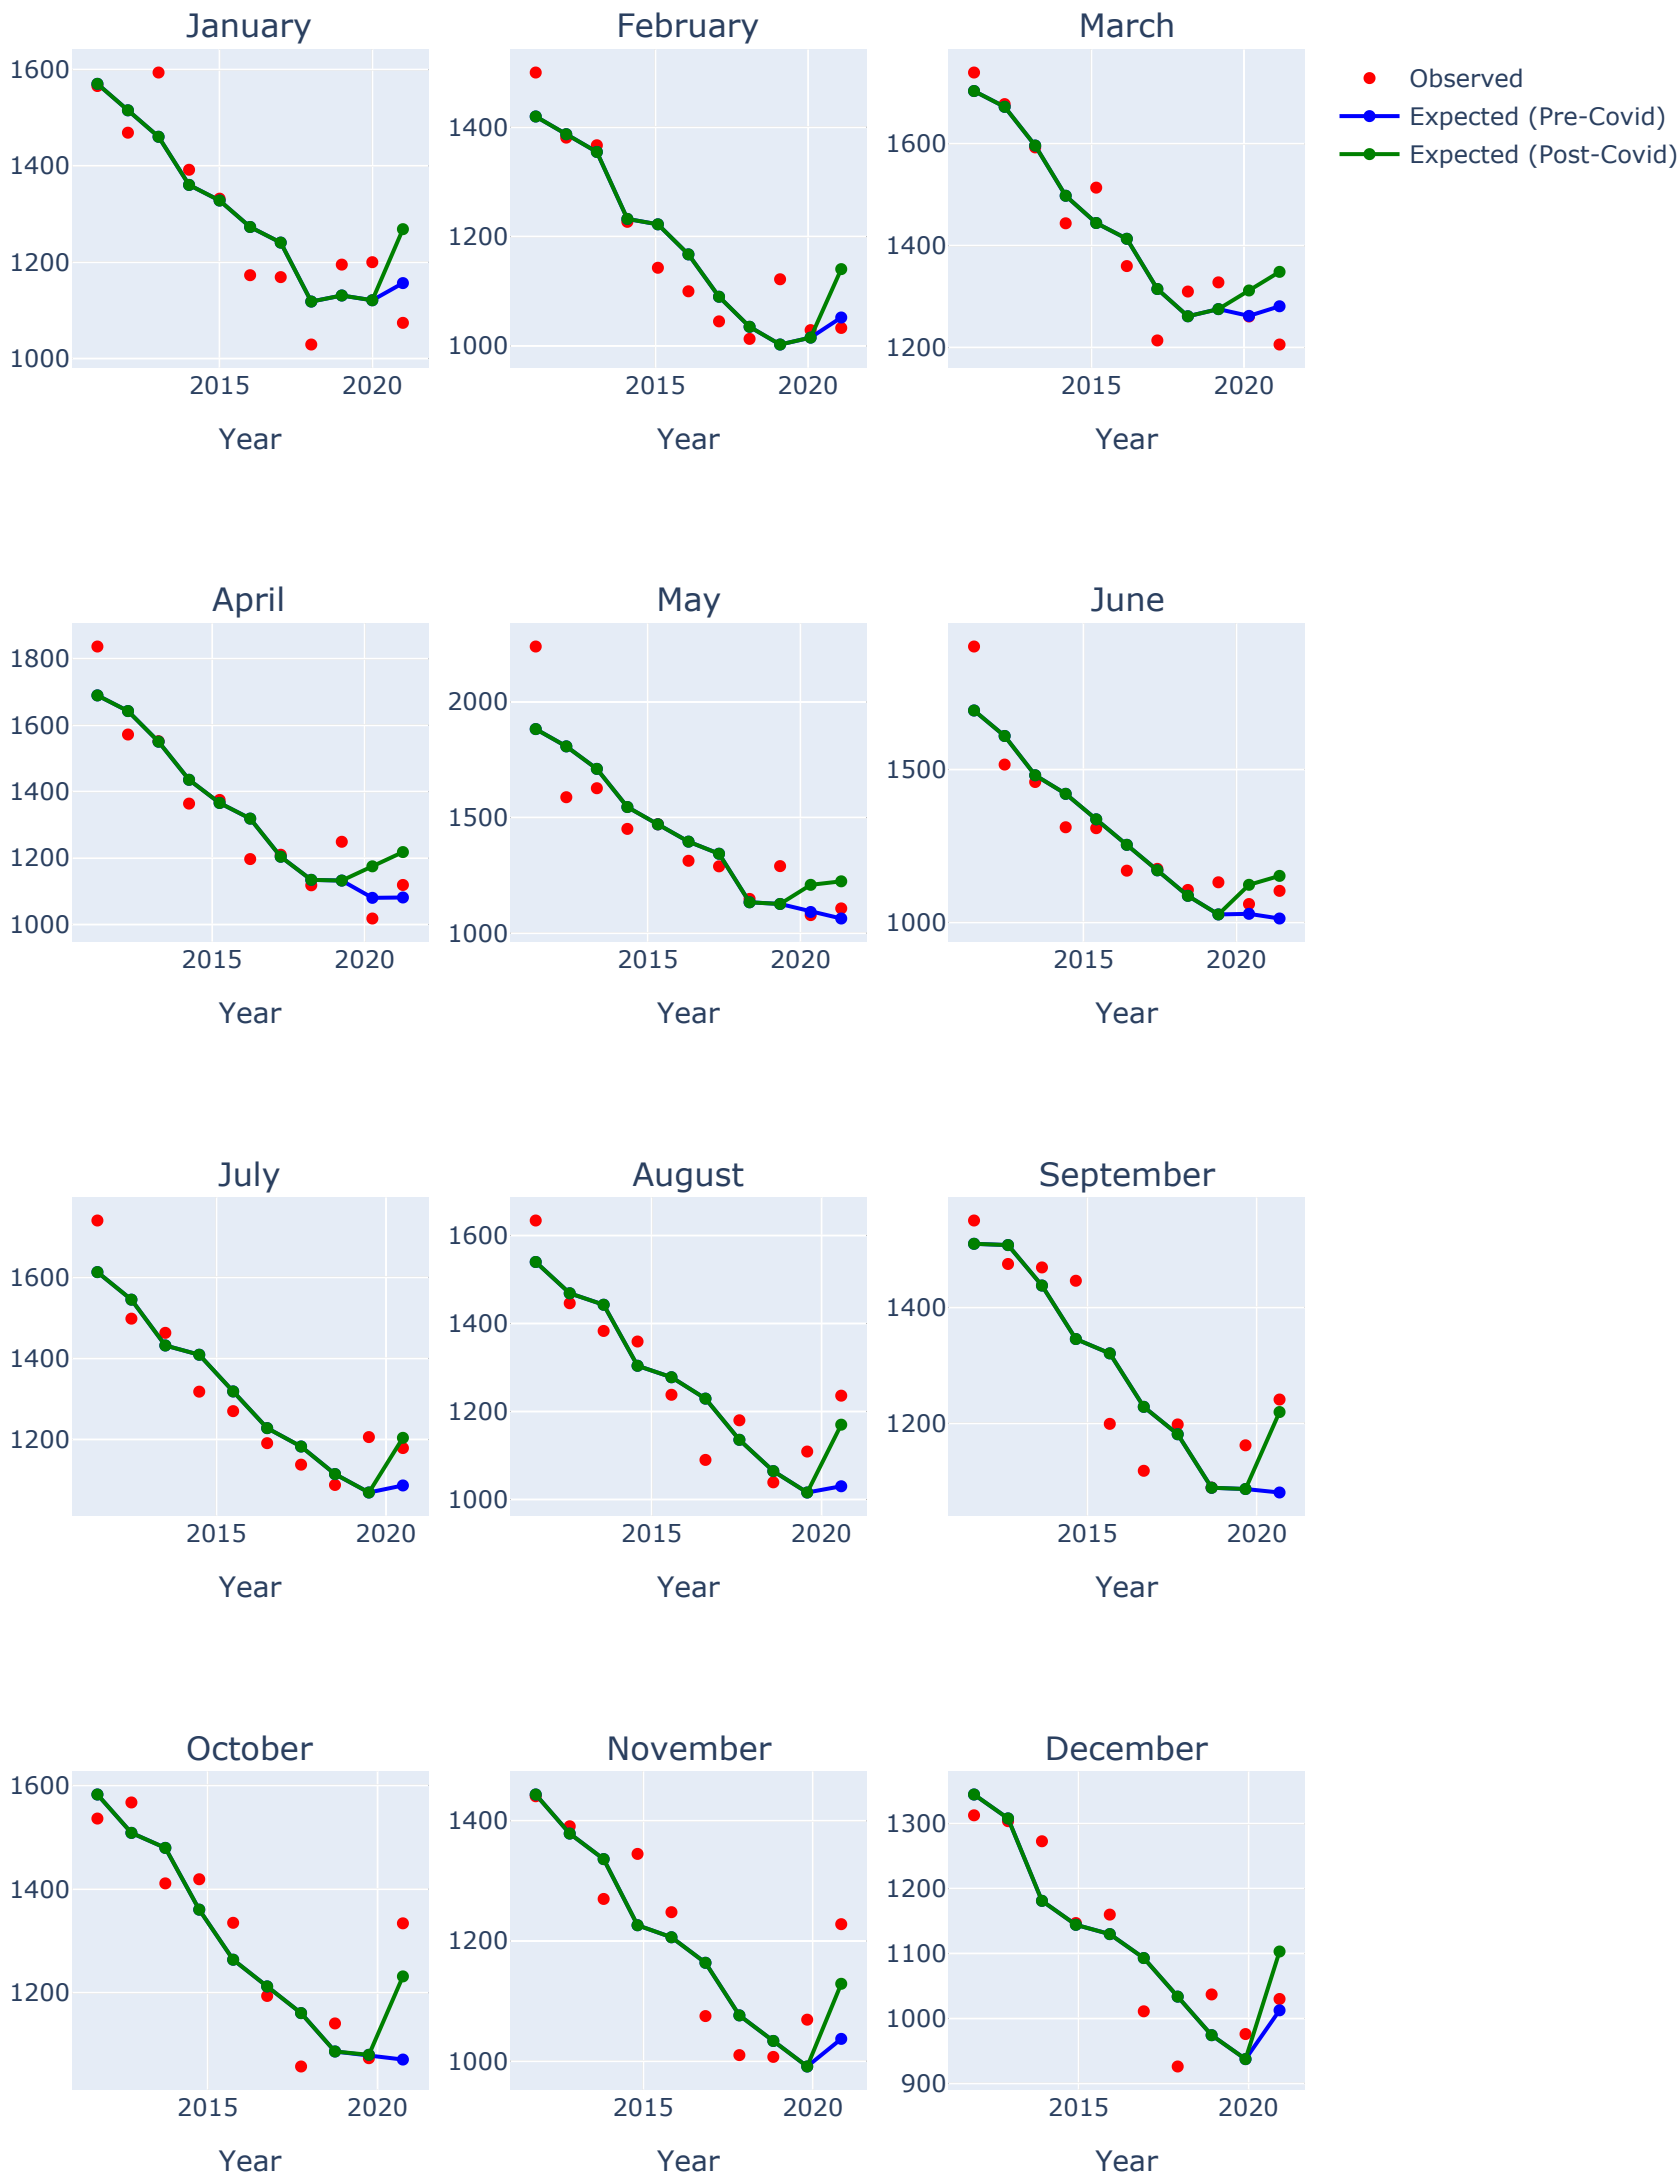 January
February
March
1600
1400
1200
1000
2015
2020
Year
1400
1200
1000
2015
2020
Year
1600
1400
1200
2015
2020
Year
Observed
Expected (Pre-Covid)
Expected (Post-Covid)
April
May
June
1800
1600
1400
1200
1000
2015
2020
Year
2000
1500
1000
2015
2020
Year
1500
1000
2015
2020
Year
July
August
September
1600
1400
1200
2015
2020
Year
1600
1400
1200
1000
2015
2020
Year
1400
1200
2015
2020
Year
October
November
December
1600
1400
1200
2015
2020
Year
1400
1200
1000
2015
2020
Year
1300
1200
1100
1000
900
2015
2020
Year